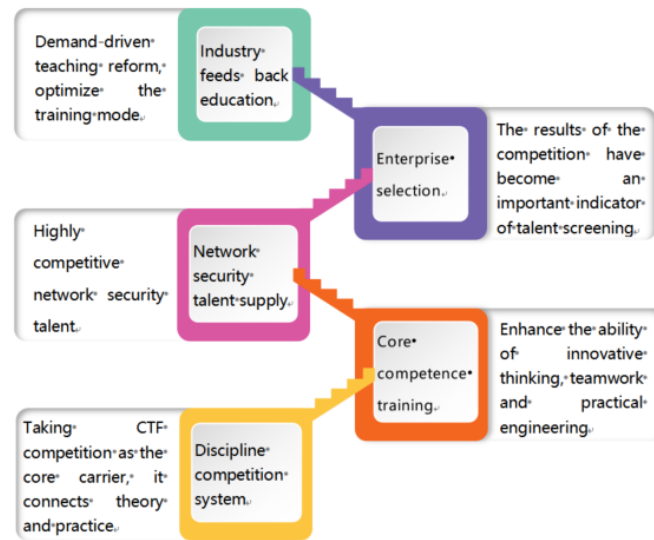 Demand-driven
teaching reform,
optimize the
training mode.
Industry
feeds back
education.
Enterprise
selection.
The results of the
competition have
become an
important indicator
of talent screening.
Highly
competitive
network security
talent.
Network
security
talent supply.
Core
competence
training.
Enhance the ability
of innovative
thinking, teamwork
and practical
engineering.
Taking CTF
competition as the
core carrier, it
connects theory
and practice.
Discipline
competition
system.